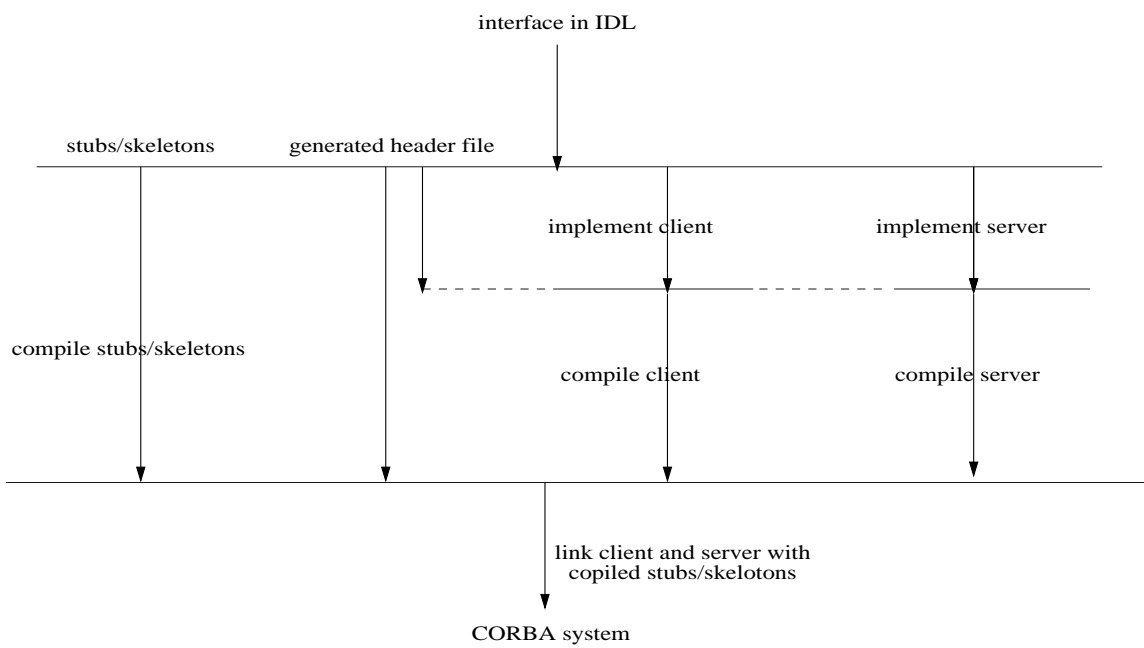 interface in IDL
stubs/skeletons
generated header file
implement client
implement server
compile stubs/skeletons
compile client
compile server
link client and server with
copiled stubs/skelotons
CORBA system